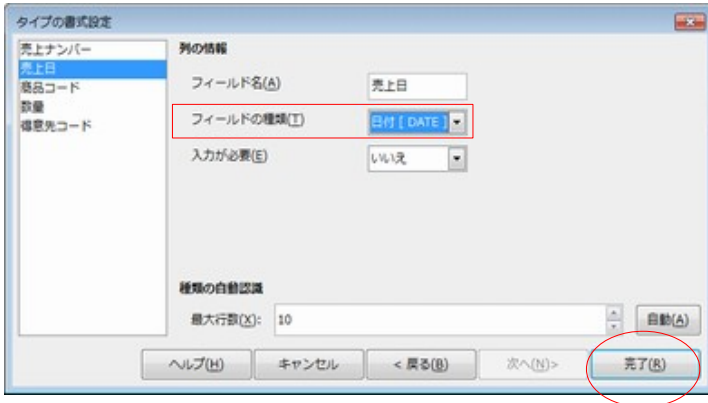 タイプの書式設定
売上ナンバー
売上日
商品コード
数量
得意先コード
列の情報
フィールド名(A) 売上日
フィールドの種類(T) 日付 [ DATE ]
入力が必要(E) いいえ
種類の自動認識
最大行数(X): 10 自動(A)
ヘルプ(H) キャンセル < 戻る(B) 次へ(N)> 完了(R)